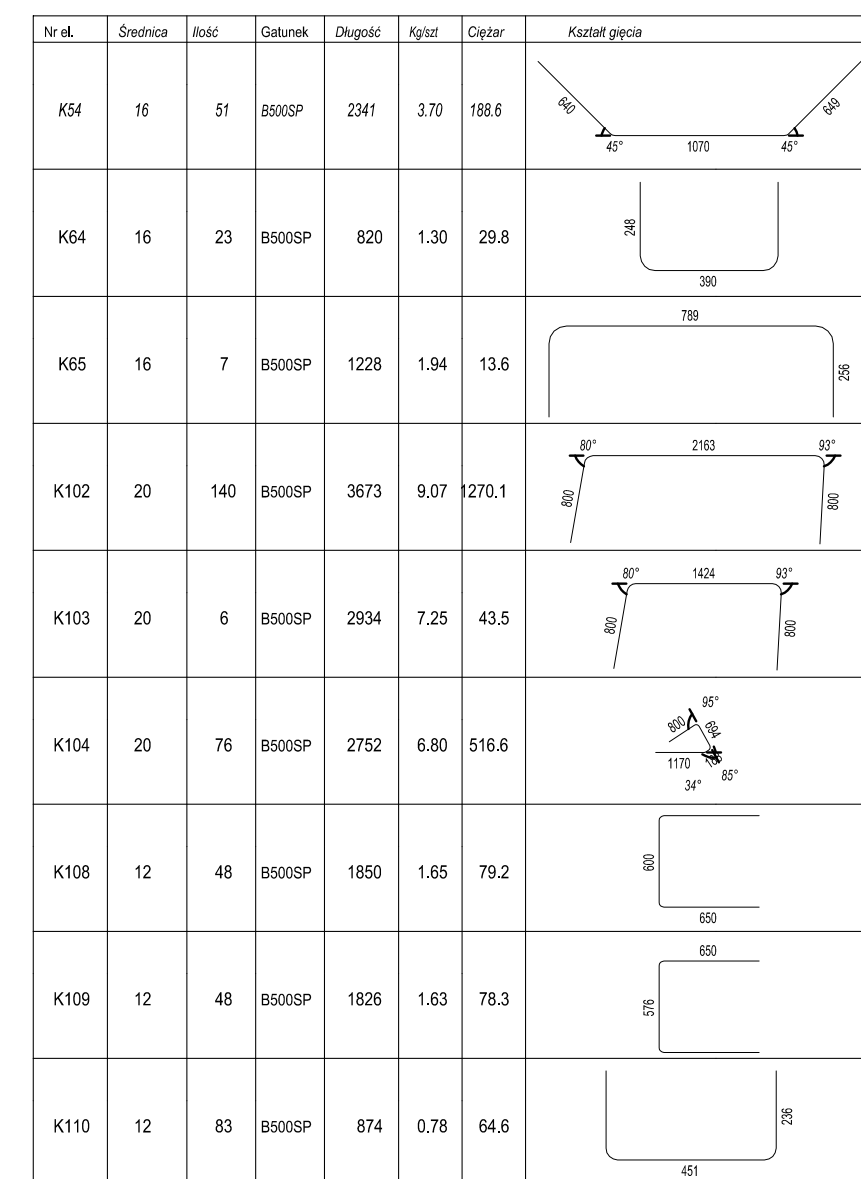 Nr el. Średnica Ilość Gatunek Długość Kg/szt Ciężar Kształt gięcia
K54 16 51 B500SP 2341 3.70 188.6 640 649
45° 1070 45°
K64 16 23 B500SP 820 1.30 29.8 248
390
789
K65 16 7 B500SP 1228 1.94 13.6 256
80° 2163 93°
K102 20 140 B500SP 3673 9.07 1270.1 800 800
80° 1424 93°
K103 20 6 B500SP 2934 7.25 43.5 800 800
95°
K104 20 76 B500SP 2752 6.80 516.6 800 694
1170
34° 85°
K108 12 48 B500SP 1850 1.65 79.2 600
650
650
K109 12 48 B500SP 1826 1.63 78.3 576
K110 12 83 B500SP 874 0.78 64.6 236
451